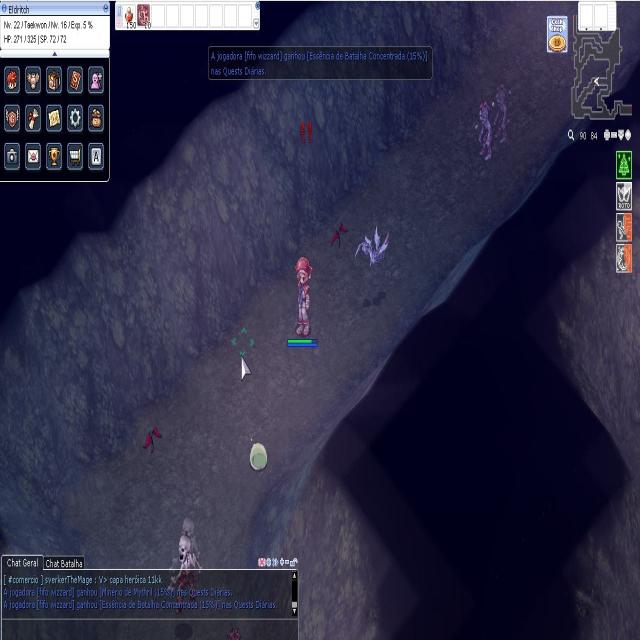 Eldritch
Nv. 22 / Taekwon / Nv. 16 / Exp. 5 %
HP. 271 / 325 | SP. 72 / 72
150 10
A jogadora [fifo wizzard] ganhou [Essência de Batalha Concentrada (15%)]
nas Quests Diárias.
90 84
Chat Geral Chat Batalha
[ #comercio ] sverkerTheMage : V> capa heróica 11kk
A jogadora [fifo wizzard] ganhou [Minério de Mythril (15%)] nas Quests Diárias.
A jogadora [fifo wizzard] ganhou [Essência de Batalha Concentrada (15%)] nas Quests Diárias.